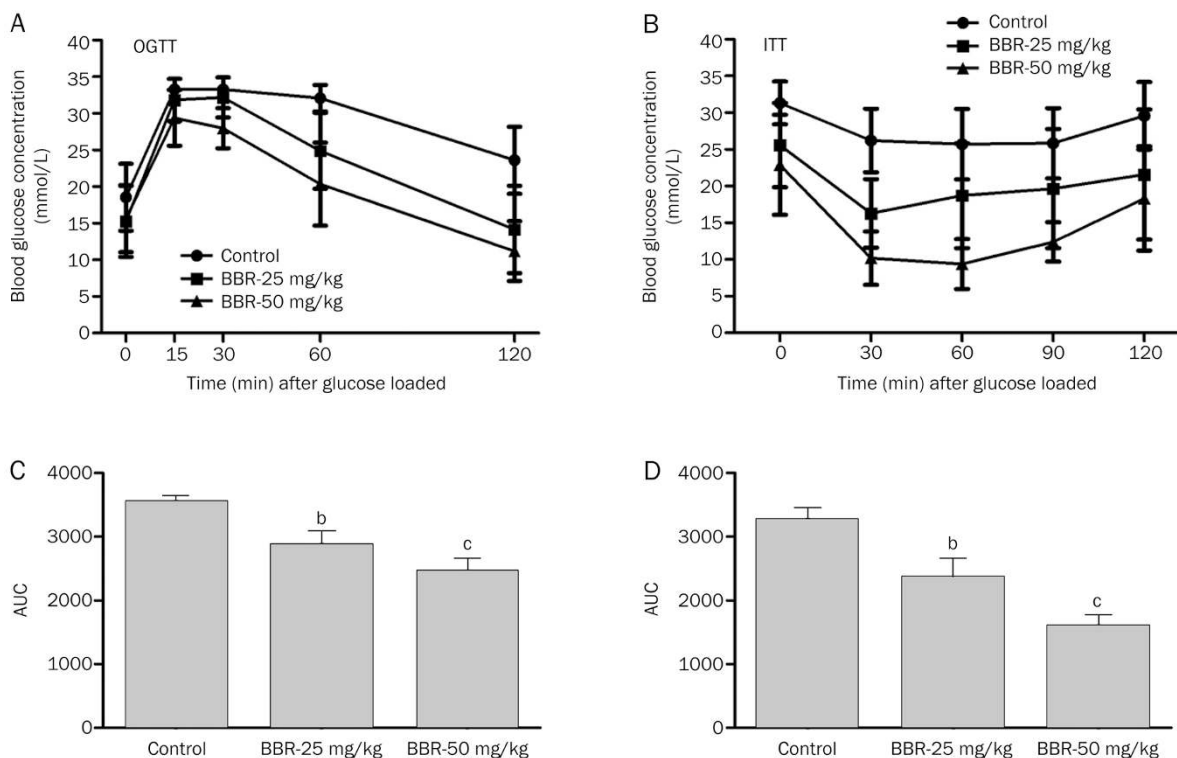 A
OGTT
Blood glucose concentration
(mmol/L)
40
35
30
25
20
15
10
5
0
Control
BBR-25 mg/kg
BBR-50 mg/kg
0 15 30 60 120
Time (min) after glucose loaded
B
ITT
Control
BBR-25 mg/kg
BBR-50 mg/kg
Blood glucose concentration
(mmol/L)
40
35
30
25
20
15
10
5
0
0 30 60 90 120
Time (min) after glucose loaded
C
AUC
4000
3000
2000
1000
0
b
c
Control BBR-25 mg/kg BBR-50 mg/kg
D
AUC
4000
3000
2000
1000
0
b
c
Control BBR-25 mg/kg BBR-50 mg/kg